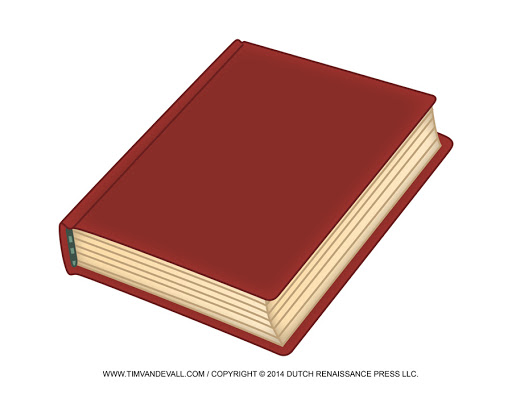 WWW.TIMVANDEVALL.COM / COPYRIGHT © 2014 DUTCH RENAISSANCE PRESS LLC.